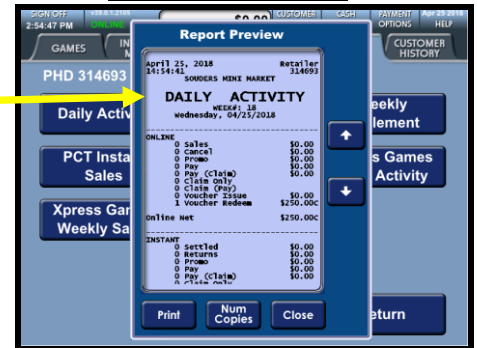 SIGN OFF
2:54:47 PM ONLINE
$0.00
CUSTOMER
CASH
PAYMENT OPTIONS
Apr 25 2018
HELP
GAMES
CUSTOMER
HISTORY
PHD 314693
Daily Activ
PCT Insta
Sales
Xpress Gar
Weekly Sa
eekly
lement
s Games
Activity
eturn
Report Preview
April 25, 2018 Retailer
14:54:41 314693
SOUDERS MINI MARKET
DAILY ACTIVITY
WEEK#: 18
Wednesday, 04/25/2018
ONLINE
0 Sales $0.00
0 Cancel $0.00
0 Promo $0.00
0 Pay $0.00
0 Pay (Claim) $0.00
0 Claim Only
0 Claim (Pay)
0 Voucher Issue $0.00
1 Voucher Redeem $250.00C
Online Net $250.00C
INSTANT
0 Settled $0.00
0 Returns $0.00
0 Promo $0.00
0 Pay $0.00
0 Pay (Claim) $0.00
0 Claim Only
Print
Num
Copies
Close